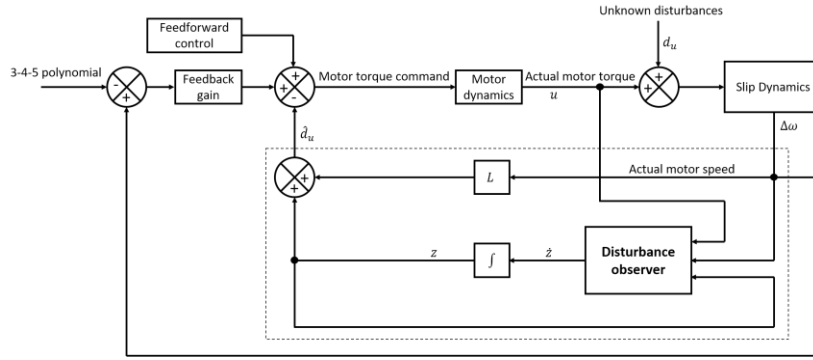 Unknown disturbances
Feedforward
control
d_u
3-4-5 polynomial
-
+
Feedback
gain
+
+
-
Motor torque command
Motor
dynamics
Actual motor torque
u
+
+
Slip Dynamics
Δω
d̂_u
+
+
L
Actual motor speed
z
∫
ż
Disturbance
observer